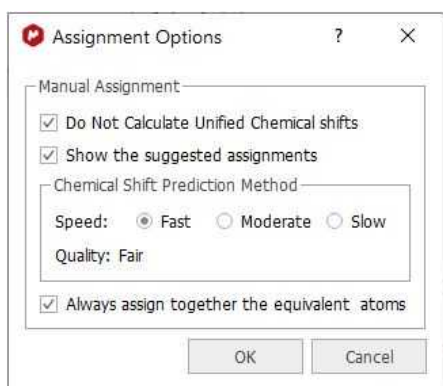 Assignment Options ? ×
Manual Assignment
Do Not Calculate Unified Chemical shifts
Show the suggested assignments
Chemical Shift Prediction Method
Speed: Fast Moderate Slow
Quality: Fair
Always assign together the equivalent atoms
OK Cancel